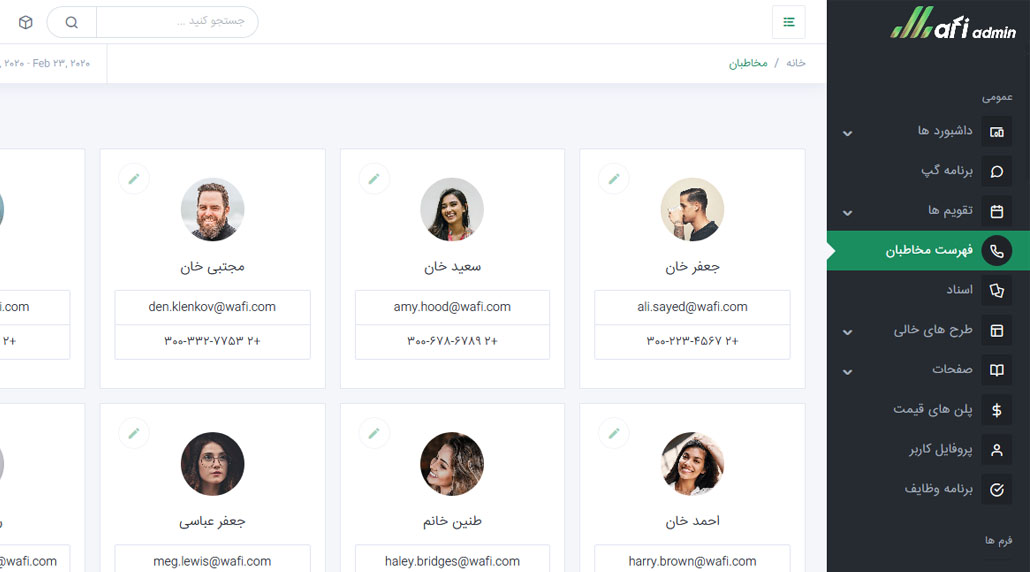 wafi admin
جستجو کنید ...
خانه / مخاطبان
۲۰۲۰ - Feb ۲۳, ۲۰۲۰
عمومی
داشبورد ها
برنامه گپ
تقویم ها
فهرست مخاطبان
اسناد
طرح های خالی
صفحات
پلن های قیمت
پروفایل کاربر
برنامه وظایف
فرم ها
جعفر خان
ali.sayed@wafi.com
+۲ ۳۰۰-۲۲۳-۴۵۶۷
سعید خان
amy.hood@wafi.com
+۲ ۳۰۰-۶۷۸-۶۷۸۹
مجتبی خان
den.klenkov@wafi.com
+۲ ۳۰۰-۳۳۲-۷۷۵۳
i.com
+۲
احمد خان
harry.brown@wafi.com
طنین خانم
haley.bridges@wafi.com
جعفر عباسی
meg.lewis@wafi.com
@wafi.com